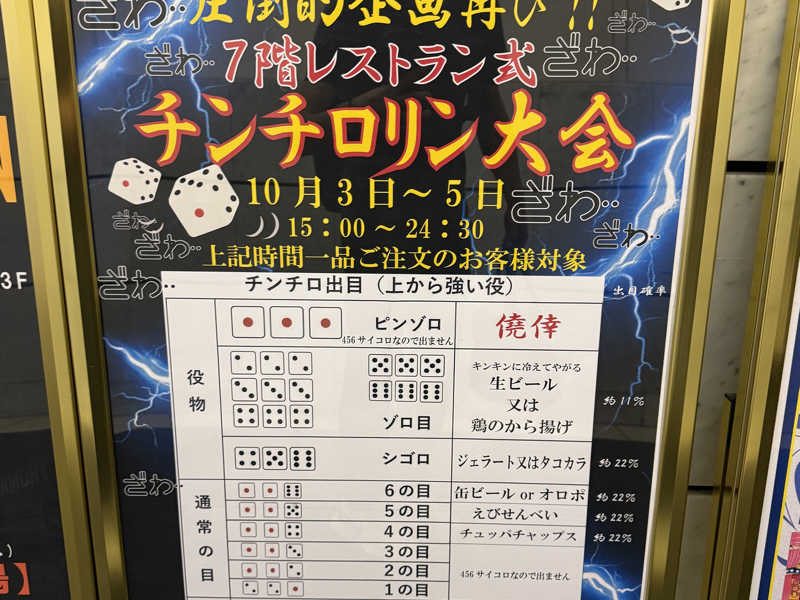 圧倒的企画再び!!
ざわ‥
ざわ‥
ざわ‥
7階レストラン式
ざわ‥
チンチロリン大会
10月3日～5日
ざわ‥
15：00～24：30
ざわ‥
ざわ‥
ざわ‥
上記時間一品ご注文のお客様対象
ざわ‥
チンチロ出目（上から強い役）
出目確率
役物
ピンゾロ
456サイコロなので出ません
僥倖
ゾロ目
キンキンに冷えてやがる
生ビール
又は
鶏のから揚げ
約11%
シゴロ
ジェラート又はタコカラ
約22%
ざわ‥
通常の目
6の目
缶ビール or オロポ
約22%
5の目
えびせんべい
約22%
4の目
チュッパチャップス
約22%
3の目
2の目
1の目
456サイコロなので出ません
3F